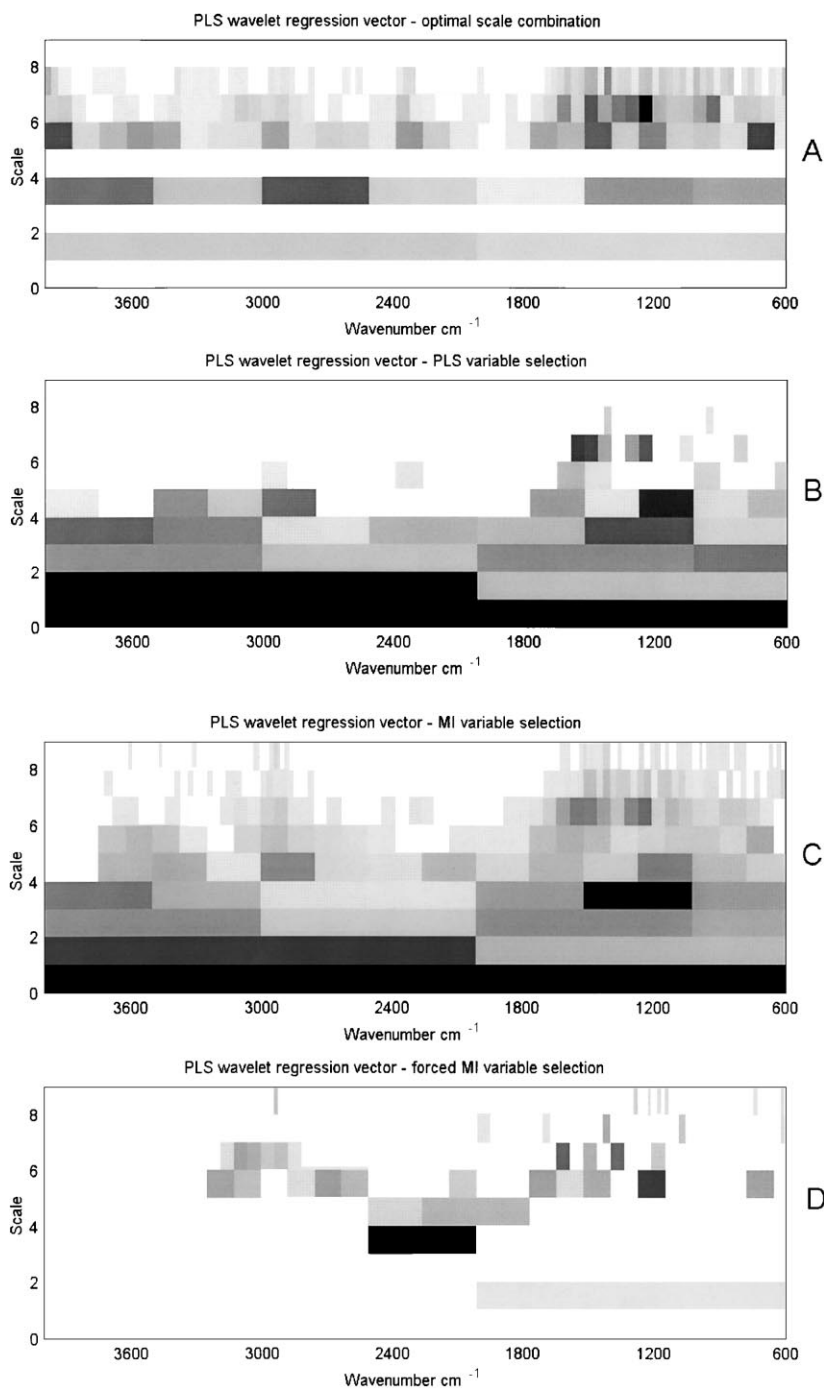 PLS wavelet regression vector - optimal scale combination
8
6
4
2
0
Scale
3600 3000 2400 1800 1200 600
Wavenumber cm -1
A
PLS wavelet regression vector - PLS variable selection
8
6
4
2
0
Scale
3600 3000 2400 1800 1200 600
Wavenumber cm -1
B
PLS wavelet regression vector - MI variable selection
8
6
4
2
0
Scale
3600 3000 2400 1800 1200 600
Wavenumber cm -1
C
PLS wavelet regression vector - forced MI variable selection
8
6
4
2
0
Scale
3600 3000 2400 1800 1200 600
Wavenumber cm -1
D